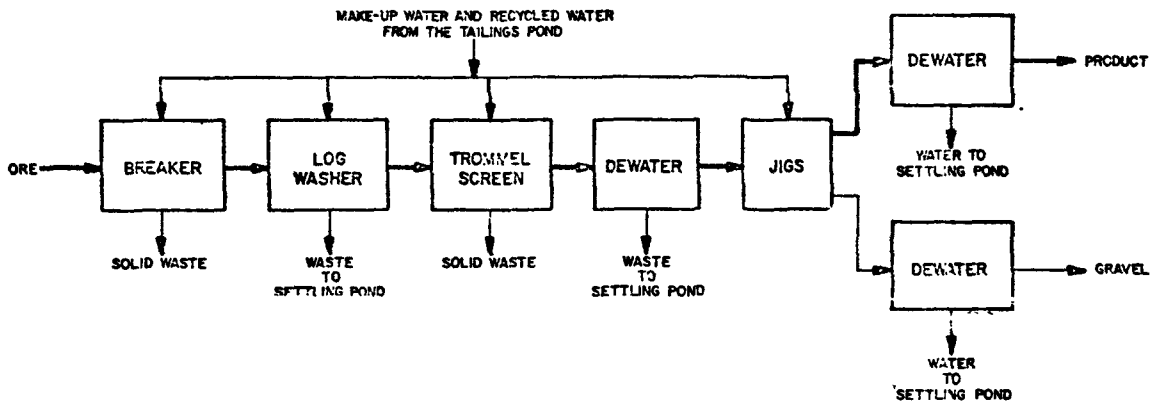 MAKE-UP WATER AND RECYCLED WATER
FROM THE TAILINGS POND
ORE
BREAKER
LOG
WASHER
TROMMEL
SCREEN
DEWATER
JIGS
DEWATER
PRODUCT
WATER TO
SETTLING POND
SOLID WASTE
WASTE
TO
SETTLING POND
SOLID WASTE
WASTE
TO
SETTLING POND
DEWATER
GRAVEL
WATER
TO
SETTLING POND